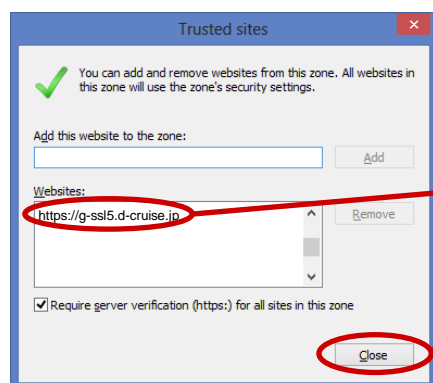 Trusted sites
You can add and remove websites from this zone. All websites in
this zone will use the zone's security settings.
Add this website to the zone:
Add
Websites:
https://g-ssl5.d-cruise.jp
Remove
Require server verification (https:) for all sites in this zone
Close